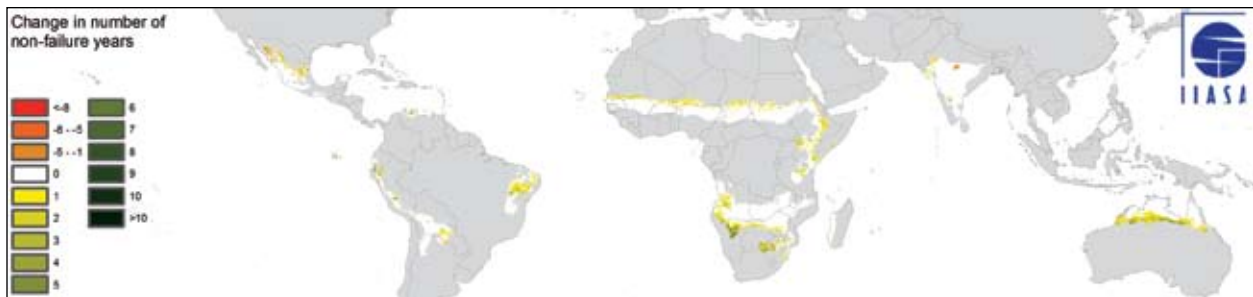 Change in number of
non-failure years
<-8
-8 - -5
-5 - -1
0
1
2
3
4
5
6
7
8
9
10
>10
IIASA